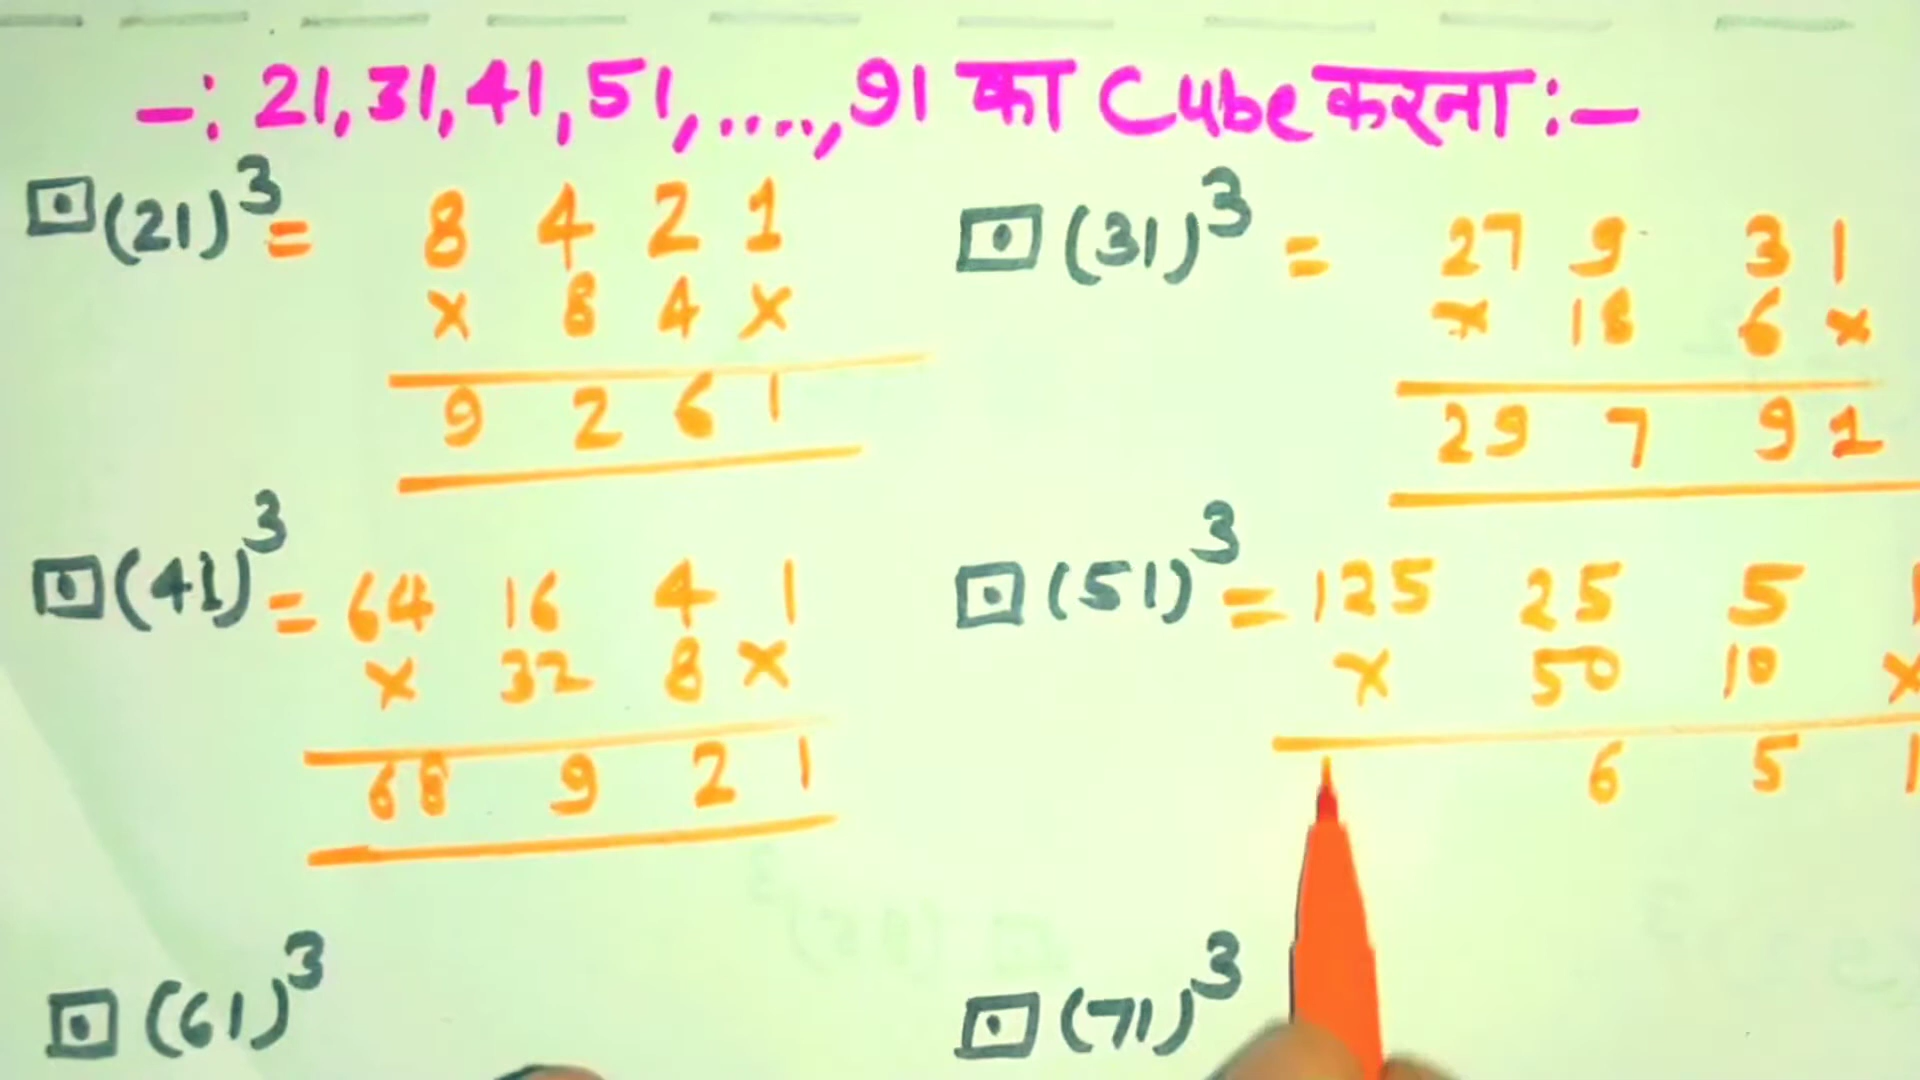 -: 21, 31, 41, 51, ...., 91 का Cube करना :-
(21)³ = 8 4 2 1
x 8 4 x
9 2 6 1
(31)³ = 27 9 3 1
x 18 6 x
29 7 9 1
(41)³ = 64 16 4 1
x 32 8 x
68 9 2 1
(51)³ = 125 25 5 1
x 50 10 x
6 5 1
(61)³
(71)³